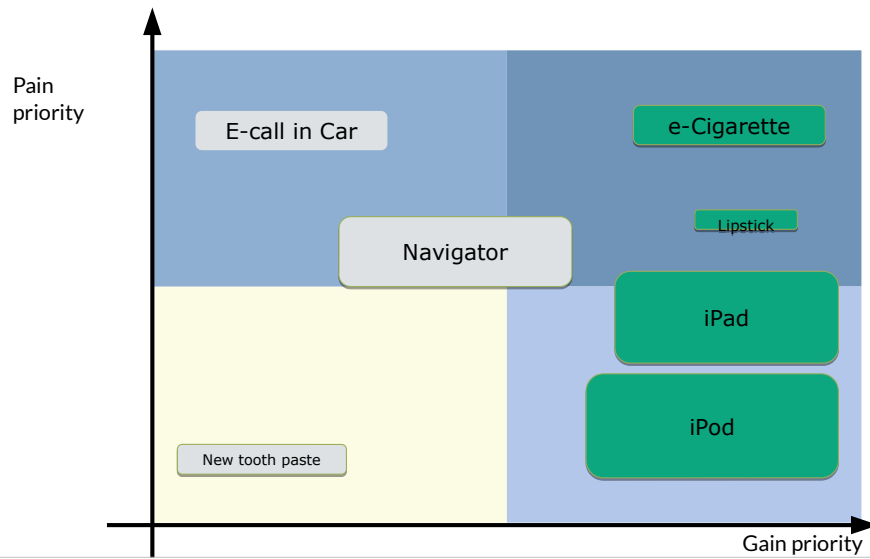 Pain
priority
E-call in Car
e-Cigarette
Lipstick
Navigator
iPad
iPod
New tooth paste
Gain priority